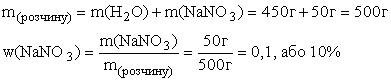 m(розчину) = m(H₂O) + m(NaNO₃) = 450г + 50г = 500г
w(NaNO₃) = m(NaNO₃)/m(розчину) = 50г/500г = 0,1, або 10%